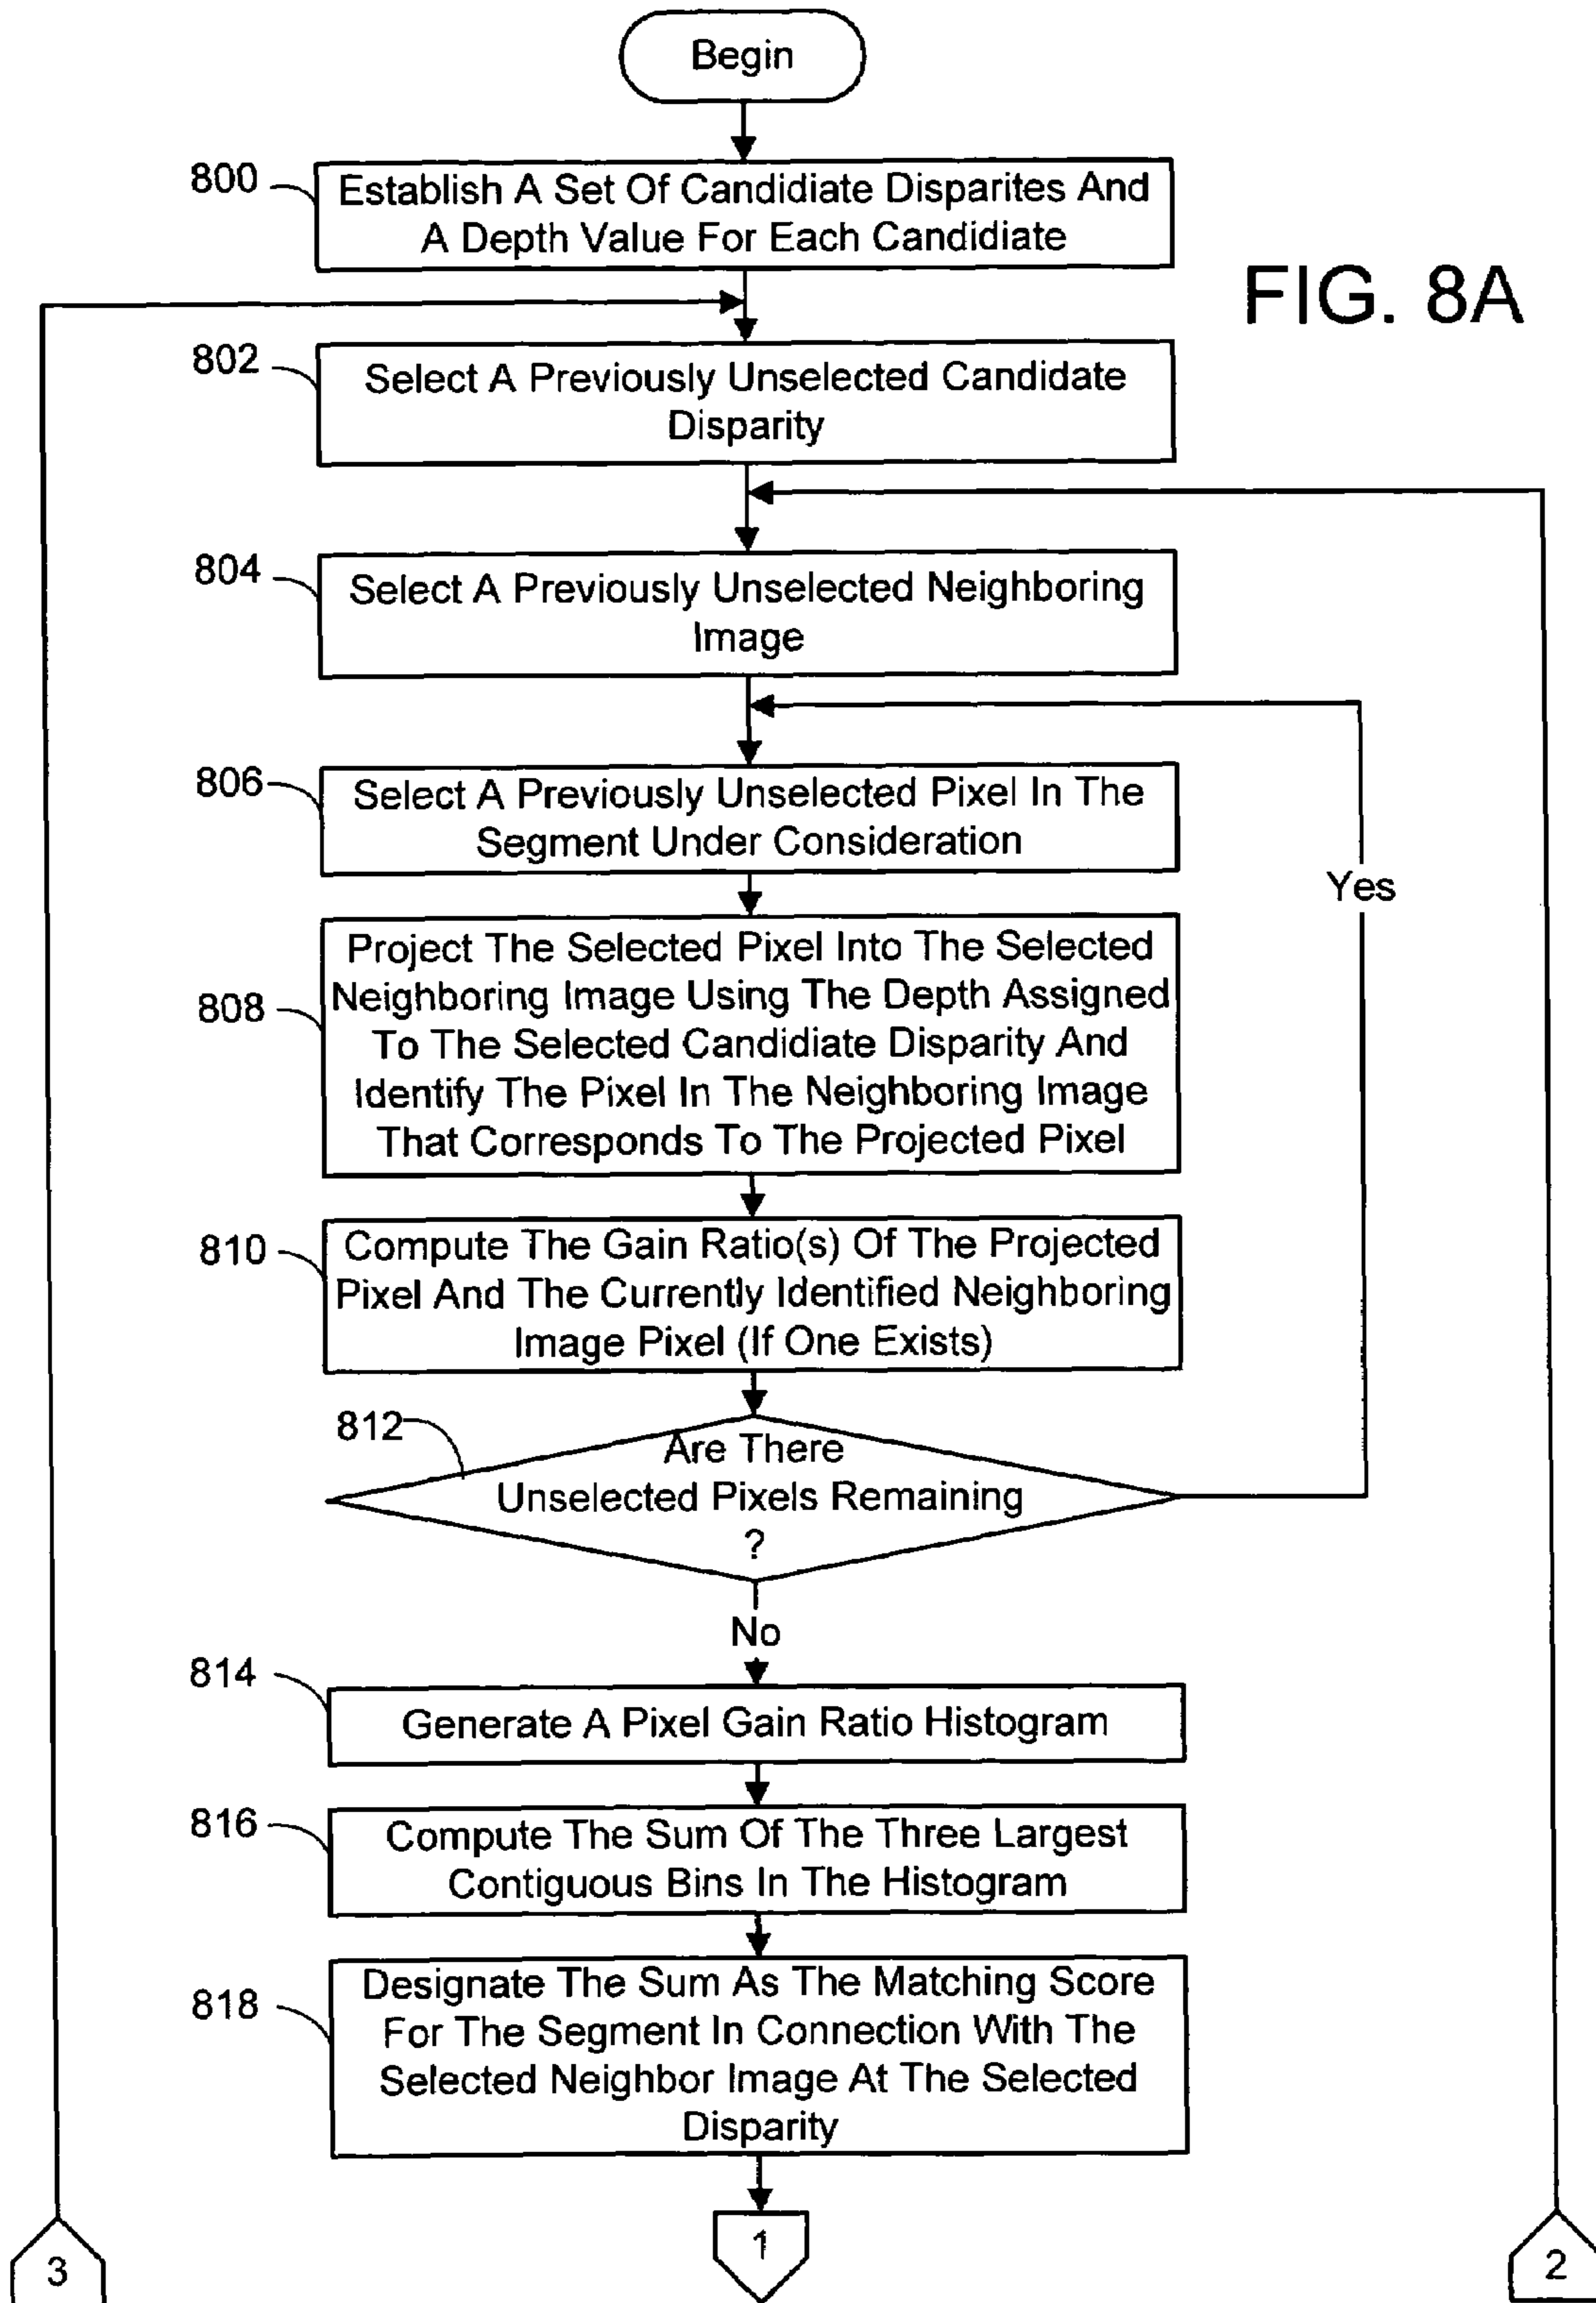 Begin
800
Establish A Set Of Candidiate Disparites And
A Depth Value For Each Candidiate
FIG. 8A
802
Select A Previously Unselected Candidate
Disparity
804
Select A Previously Unselected Neighboring
Image
806
Select A Previously Unselected Pixel In The
Segment Under Consideration
Yes
808
Project The Selected Pixel Into The Selected
Neighboring Image Using The Depth Assigned
To The Selected Candidiate Disparity And
Identify The Pixel In The Neighboring Image
That Corresponds To The Projected Pixel
810
Compute The Gain Ratio(s) Of The Projected
Pixel And The Currently Identified Neighboring
Image Pixel (If One Exists)
812
Are There
Unselected Pixels Remaining
?
No
814
Generate A Pixel Gain Ratio Histogram
816
Compute The Sum Of The Three Largest
Contiguous Bins In The Histogram
818
Designate The Sum As The Matching Score
For The Segment In Connection With The
Selected Neighbor Image At The Selected
Disparity
3
1
2